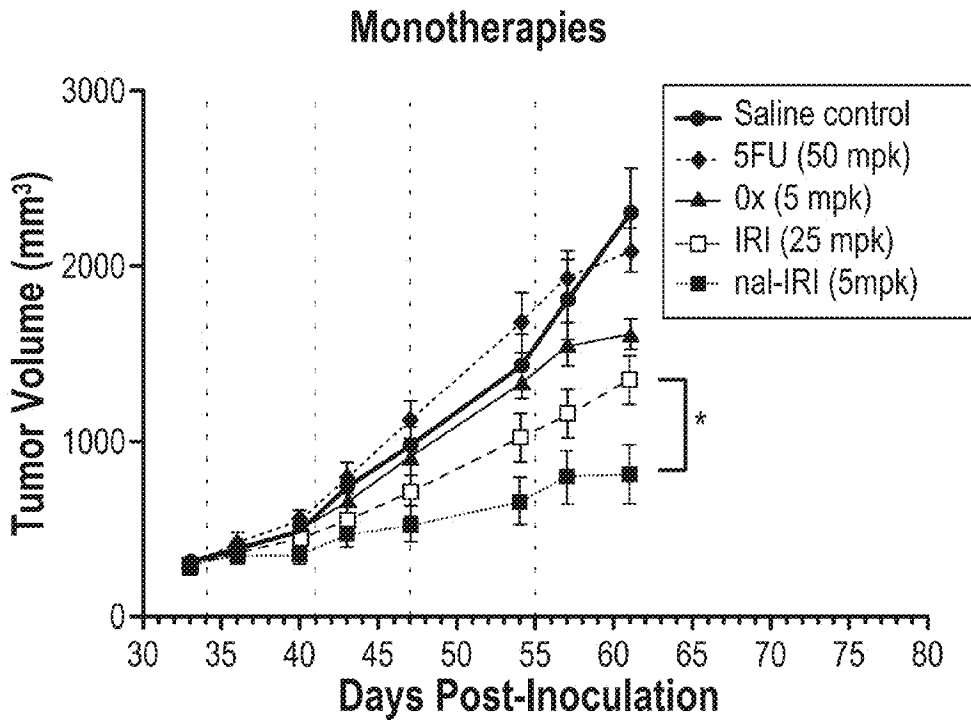 Monotherapies
Tumor Volume (mm³)
3000
2000
1000
0
Saline control
5FU (50 mpk)
0x (5 mpk)
IRI (25 mpk)
nal-IRI (5mpk)
*
30 35 40 45 50 55 60 65 70 75 80
Days Post-Inoculation